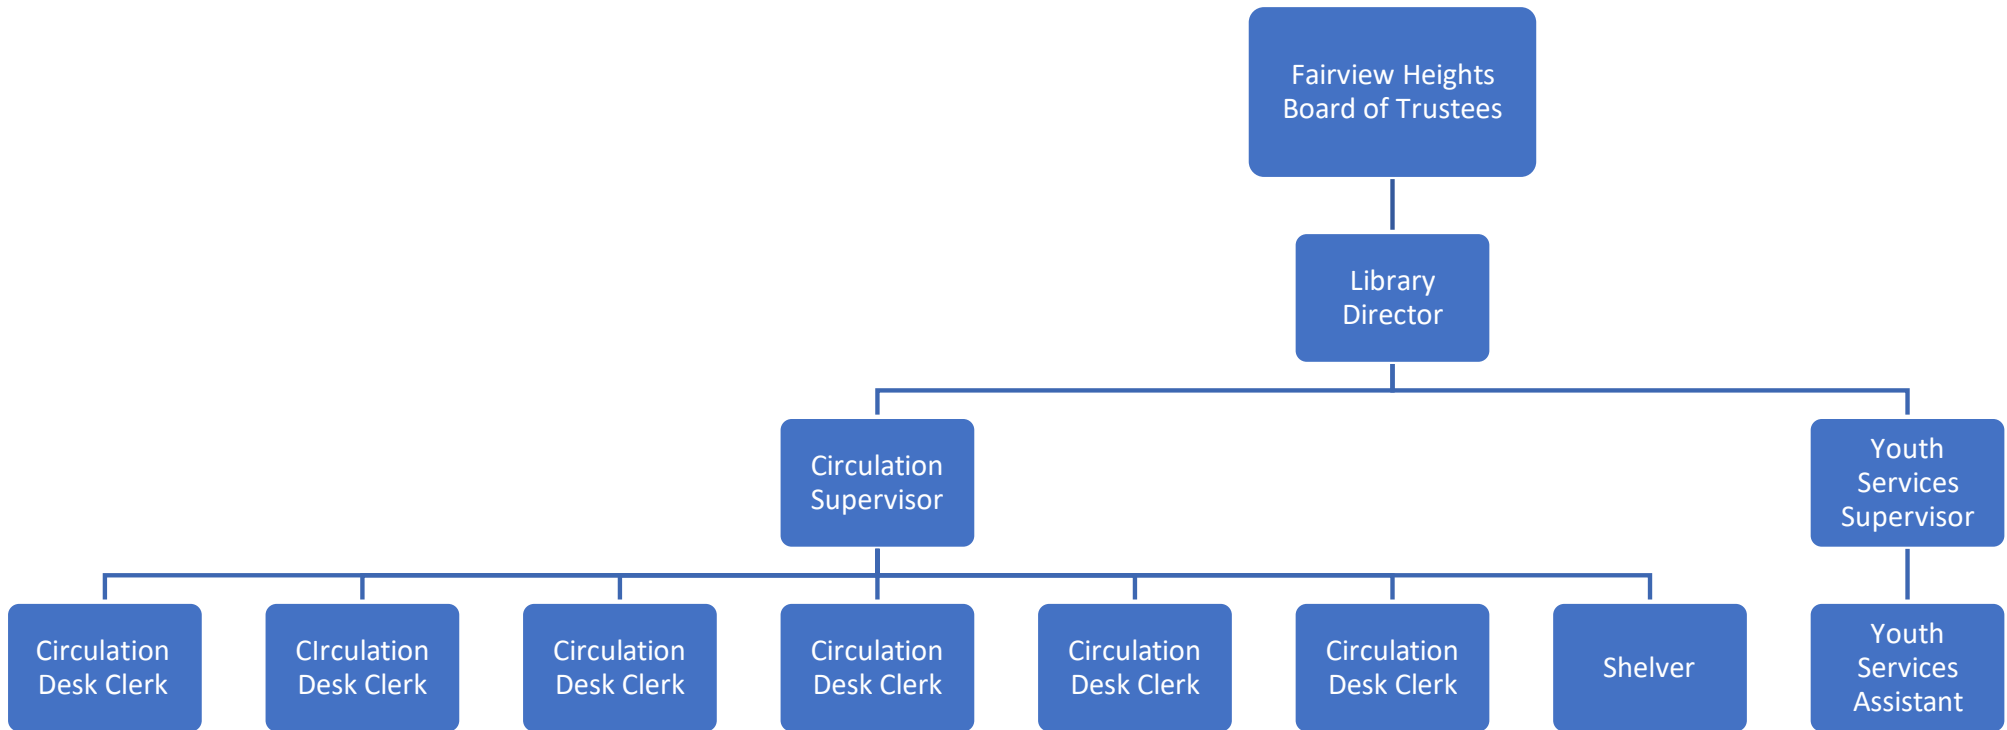 Fairview Heights
Board of Trustees
Library
Director
Circulation
Supervisor
Youth
Services
Supervisor
Circulation
Desk Clerk
CIrculation
Desk Clerk
Circulation
Desk Clerk
Circulation
Desk Clerk
Circulation
Desk Clerk
Circulation
Desk Clerk
Shelver
Youth
Services
Assistant